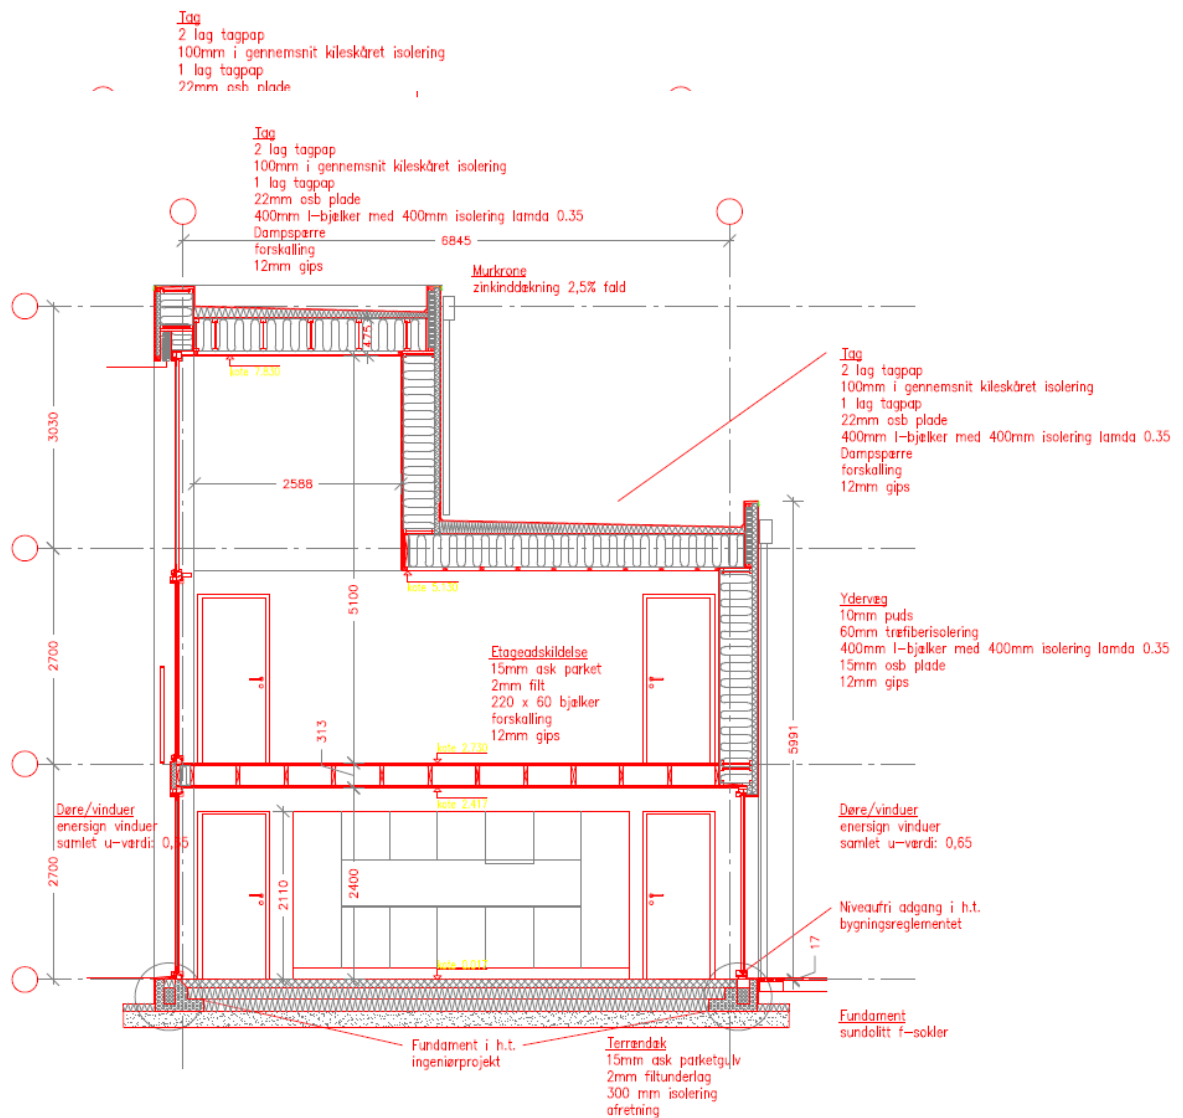 Tag
2 lag tagpap
100mm i gennemsnit kileskåret isolering
1 lag tagpap
22mm osb plade
Tag
2 lag tagpap
100mm i gennemsnit kileskåret isolering
1 lag tagpap
22mm osb plade
400mm I-bjælker med 400mm isolering lamda 0.35
Dampspærre
forskalling
12mm gips
6845
Murkrone
zinkinddækning 2,5% fald
475
kote 7.830
3030
2588
Tag
2 lag tagpap
100mm i gennemsnit kileskåret isolering
1 lag tagpap
22mm osb plade
400mm I-bjælker med 400mm isolering lamda 0.35
Dampspærre
forskalling
12mm gips
kote 5.130
5100
2700
Ydervæg
10mm puds
60mm træfiberisolering
400mm I-bjælker med 400mm isolering lamda 0.35
15mm osb plade
12mm gips
Etageadskildelse
15mm ask parket
2mm filt
220 x 60 bjælker
forskalling
12mm gips
313
5991
kote 2.730
kote 2.417
Døre/vinduer
enersign vinduer
samlet u-værdi: 0,65
Døre/vinduer
enersign vinduer
samlet u-værdi: 0,65
2700
2110
2400
Niveaufri adgang i h.t.
bygningsreglementet
17
kote 0.017
Fundament
sundolitt f-sokler
Fundament i h.t.
ingeniørprojekt
Terrændæk
15mm ask parketgulv
2mm filtunderlag
300 mm isolering
afretning